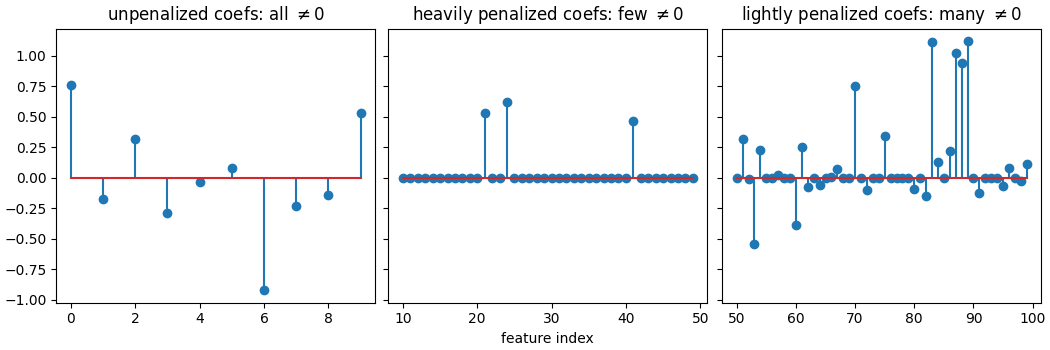 unpenalized coefs: all ≠0
heavily penalized coefs: few ≠0
lightly penalized coefs: many ≠0
1.00
0.75
0.50
0.25
0.00
−0.25
−0.50
−0.75
−1.00
0 2 4 6 8
10 20 30 40 50
50 60 70 80 90 100
feature index